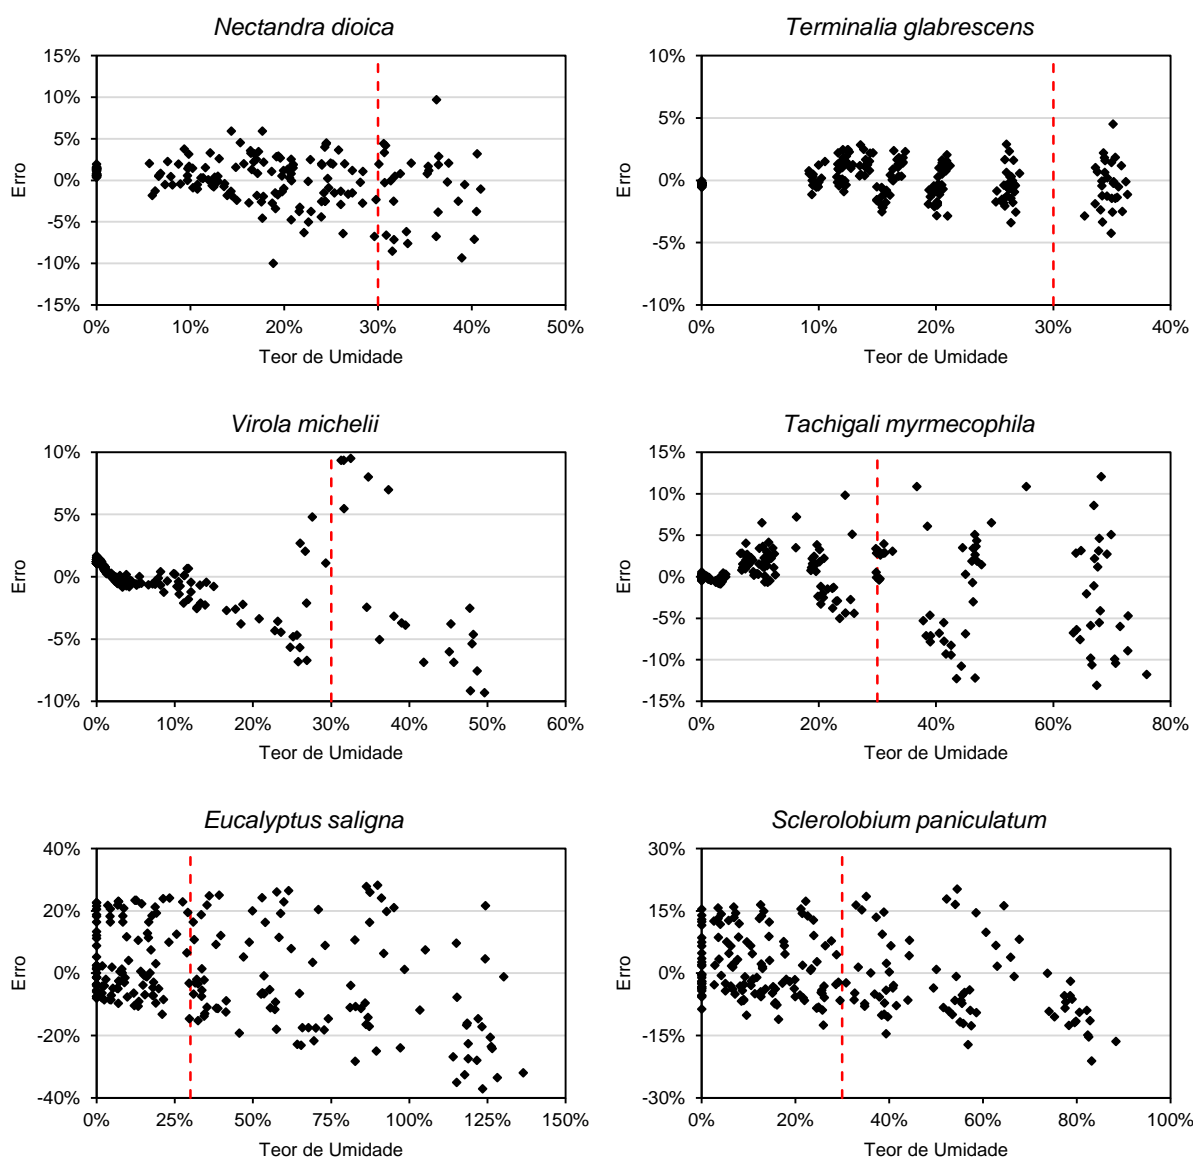 Nectandra dioica
15%
10%
5%
0%
-5%
-10%
-15%
Erro
0% 10% 20% 30% 40% 50%
Teor de Umidade
Terminalia glabrescens
10%
5%
0%
-5%
-10%
Erro
0% 10% 20% 30% 40%
Teor de Umidade
Virola michelii
10%
5%
0%
-5%
-10%
Erro
0% 10% 20% 30% 40% 50% 60%
Teor de Umidade
Tachigali myrmecophila
15%
10%
5%
0%
-5%
-10%
-15%
Erro
0% 20% 40% 60% 80%
Teor de Umidade
Eucalyptus saligna
40%
20%
0%
-20%
-40%
Erro
0% 25% 50% 75% 100% 125% 150%
Teor de Umidade
Sclerolobium paniculatum
30%
15%
0%
-15%
-30%
Erro
0% 20% 40% 60% 80% 100%
Teor de Umidade